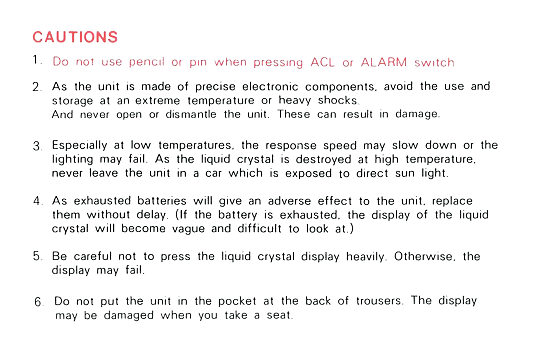 CAUTIONS
1. Do not use pencil or pin when pressing ACL or ALARM switch
2. As the unit is made of precise electronic components, avoid the use and
storage at an extreme temperature or heavy shocks.
And never open or dismantle the unit. These can result in damage.
3. Especially at low temperatures, the response speed may slow down or the
lighting may fail. As the liquid crystal is destroyed at high temperature,
never leave the unit in a car which is exposed to direct sun light.
4. As exhausted batteries will give an adverse effect to the unit, replace
them without delay. (If the battery is exhausted, the display of the liquid
crystal will become vague and difficult to look at.)
5. Be careful not to press the liquid crystal display heavily. Otherwise, the
display may fail.
6. Do not put the unit in the pocket at the back of trousers. The display
may be damaged when you take a seat.